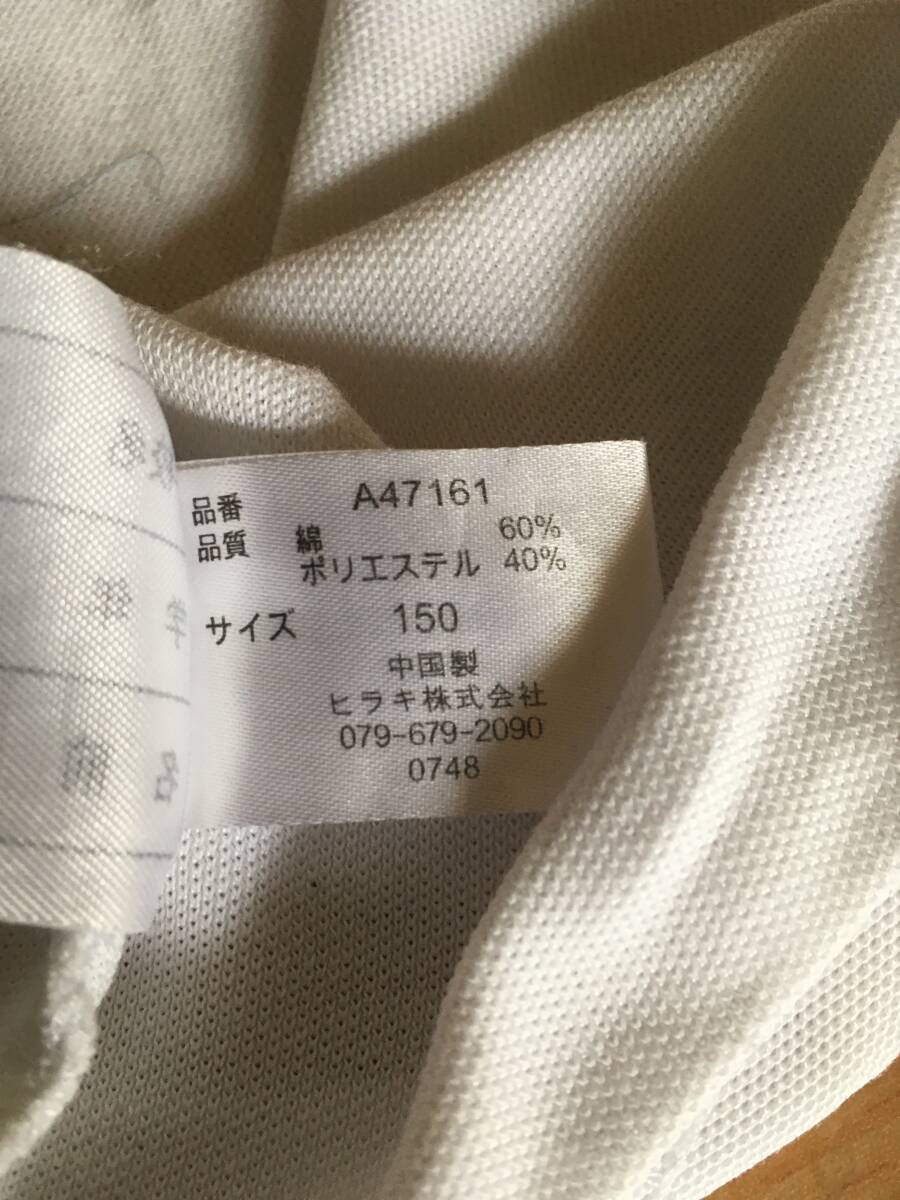 品番 A47161
品質 綿 60%
ポリエステル 40%
サイズ 150
中国製
ヒラキ株式会社
079-679-2090
0748